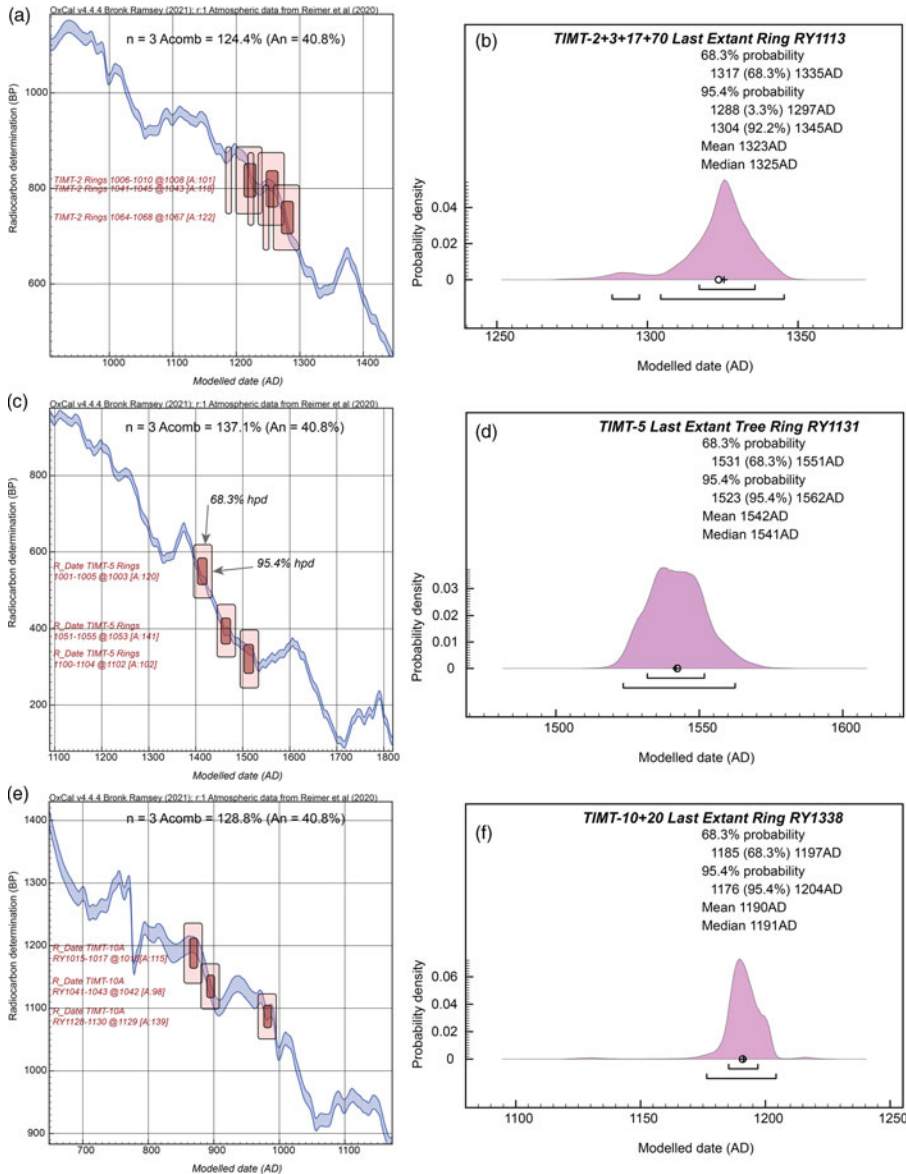 (a)
OxCal v4.4.4 Bronk Ramsey (2021); r:1 Atmospheric data from Reimer et al (2020)
n = 3 Acomb = 124.4% (An = 40.8%)
Radiocarbon determination (BP)
1000
800
600
TIMT-2 Rings 1006-1010 @1008 [A:101]
TIMT-2 Rings 1041-1045 @1043 [A:118]
TIMT-2 Rings 1064-1068 @1067 [A:122]
1000 1100 1200 1300 1400
Modelled date (AD)
(b)
TIMT-2+3+17+70 Last Extant Ring RY1113
68.3% probability
1317 (68.3%) 1335AD
95.4% probability
1288 (3.3%) 1297AD
1304 (92.2%) 1345AD
Mean 1323AD
Median 1325AD
Probability density
0.04
0.02
0
1250 1300 1350
Modelled date (AD)
(c)
OxCal v4.4.4 Bronk Ramsey (2021); r:1 Atmospheric data from Reimer et al (2020)
n = 3 Acomb = 137.1% (An = 40.8%)
Radiocarbon determination (BP)
800
600
400
200
68.3% hpd
95.4% hpd
R_Date TIMT-5 Rings
1001-1005 @1003 [A:120]
R_Date TIMT-5 Rings
1051-1055 @1053 [A:141]
R_Date TIMT-5 Rings
1100-1104 @1102 [A:102]
1100 1200 1300 1400 1500 1600 1700 1800
Modelled date (AD)
(d)
TIMT-5 Last Extant Tree Ring RY1131
68.3% probability
1531 (68.3%) 1551AD
95.4% probability
1523 (95.4%) 1562AD
Mean 1542AD
Median 1541AD
Probability density
0.03
0.02
0.01
0
1500 1550 1600
Modelled date (AD)
(e)
OxCal v4.4.4 Bronk Ramsey (2021); r:1 Atmospheric data from Reimer et al (2020)
n = 3 Acomb = 128.8% (An = 40.8%)
Radiocarbon determination (BP)
1400
1300
1200
1100
1000
900
R_Date TIMT-10A
RY1015-1017 @1016[A:115]
R_Date TIMT-10A
RY1041-1043 @1042 [A:98]
R_Date TIMT-10A
RY1128-1130 @1129 [A:139]
700 800 900 1000 1100
Modelled date (AD)
(f)
TIMT-10+20 Last Extant Ring RY1338
68.3% probability
1185 (68.3%) 1197AD
95.4% probability
1176 (95.4%) 1204AD
Mean 1190AD
Median 1191AD
Probability density
0.06
0.04
0.02
0
1100 1150 1200 1250
Modelled date (AD)